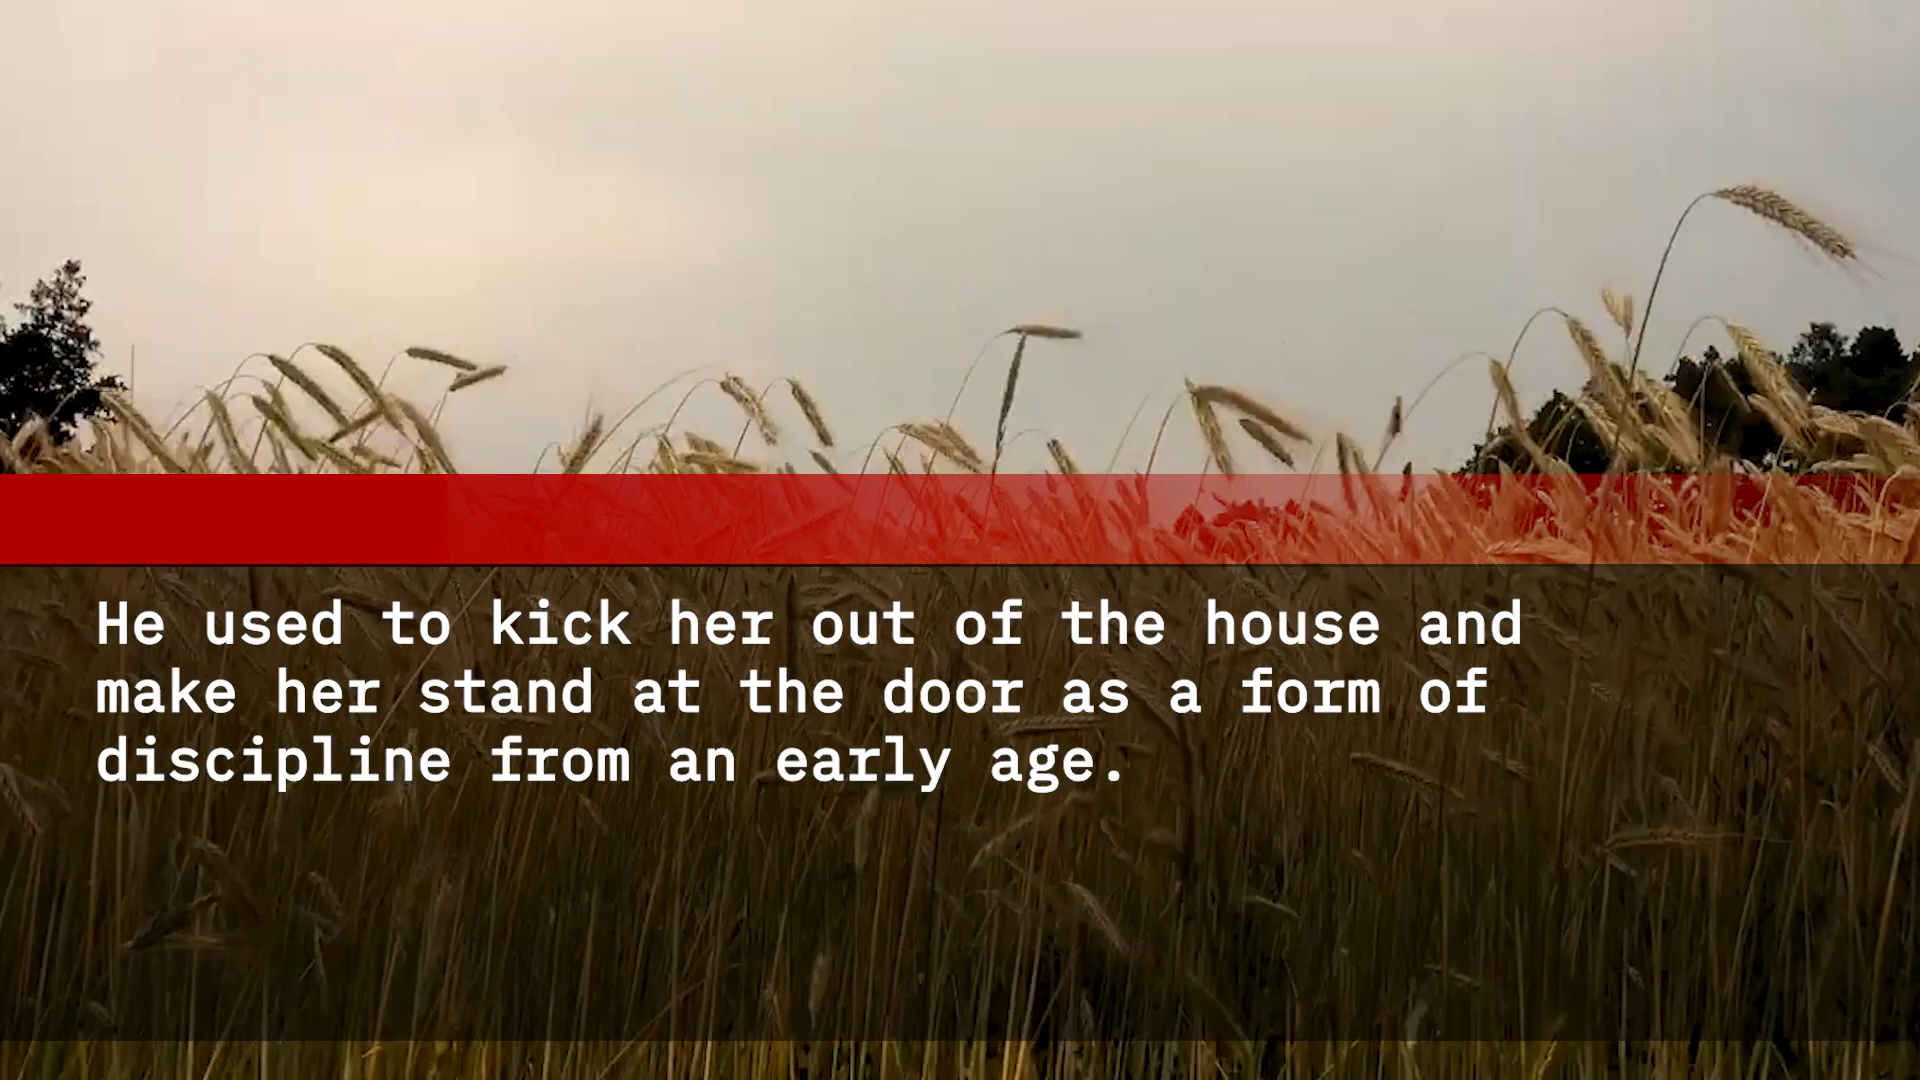 He used to kick her out of the house and
make her stand at the door as a form of
discipline from an early age.